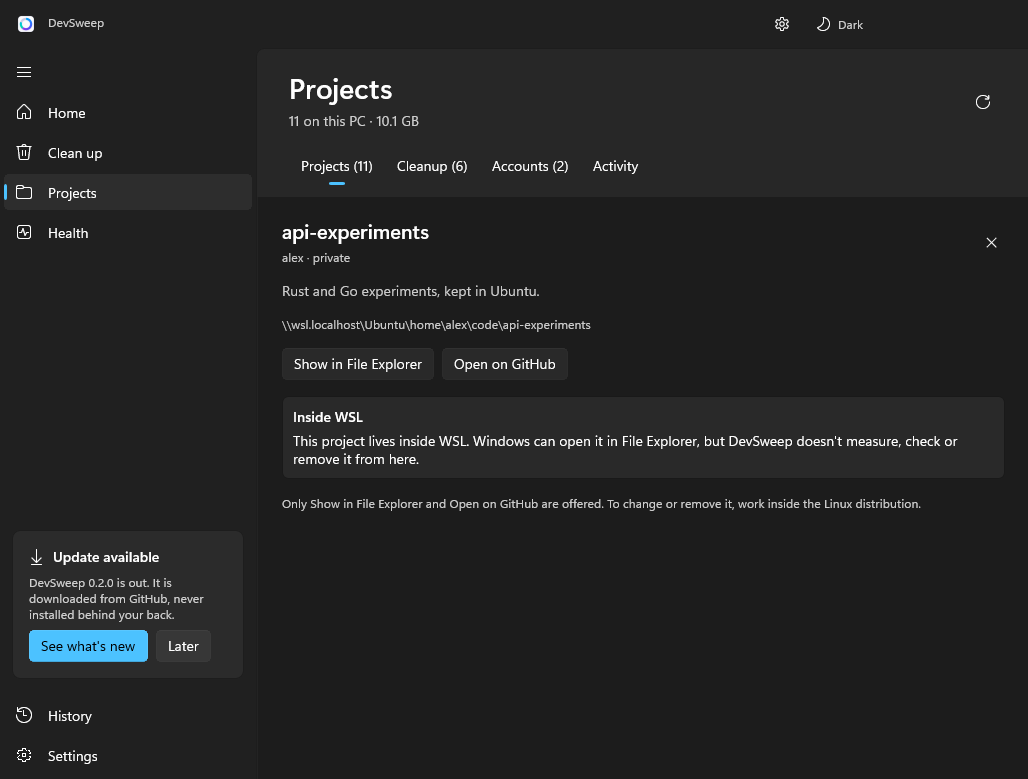 DevSweep
Dark
Home
Clean up
Projects
Health
Projects
11 on this PC · 10.1 GB
Projects (11)
Cleanup (6)
Accounts (2)
Activity
api-experiments
alex · private
Rust and Go experiments, kept in Ubuntu.
\\wsl.localhost\Ubuntu\home\alex\code\api-experiments
Show in File Explorer
Open on GitHub
Inside WSL
This project lives inside WSL. Windows can open it in File Explorer, but DevSweep doesn't measure, check or
remove it from here.
Only Show in File Explorer and Open on GitHub are offered. To change or remove it, work inside the Linux distribution.
Update available
DevSweep 0.2.0 is out. It is
downloaded from GitHub, never
installed behind your back.
See what's new
Later
History
Settings